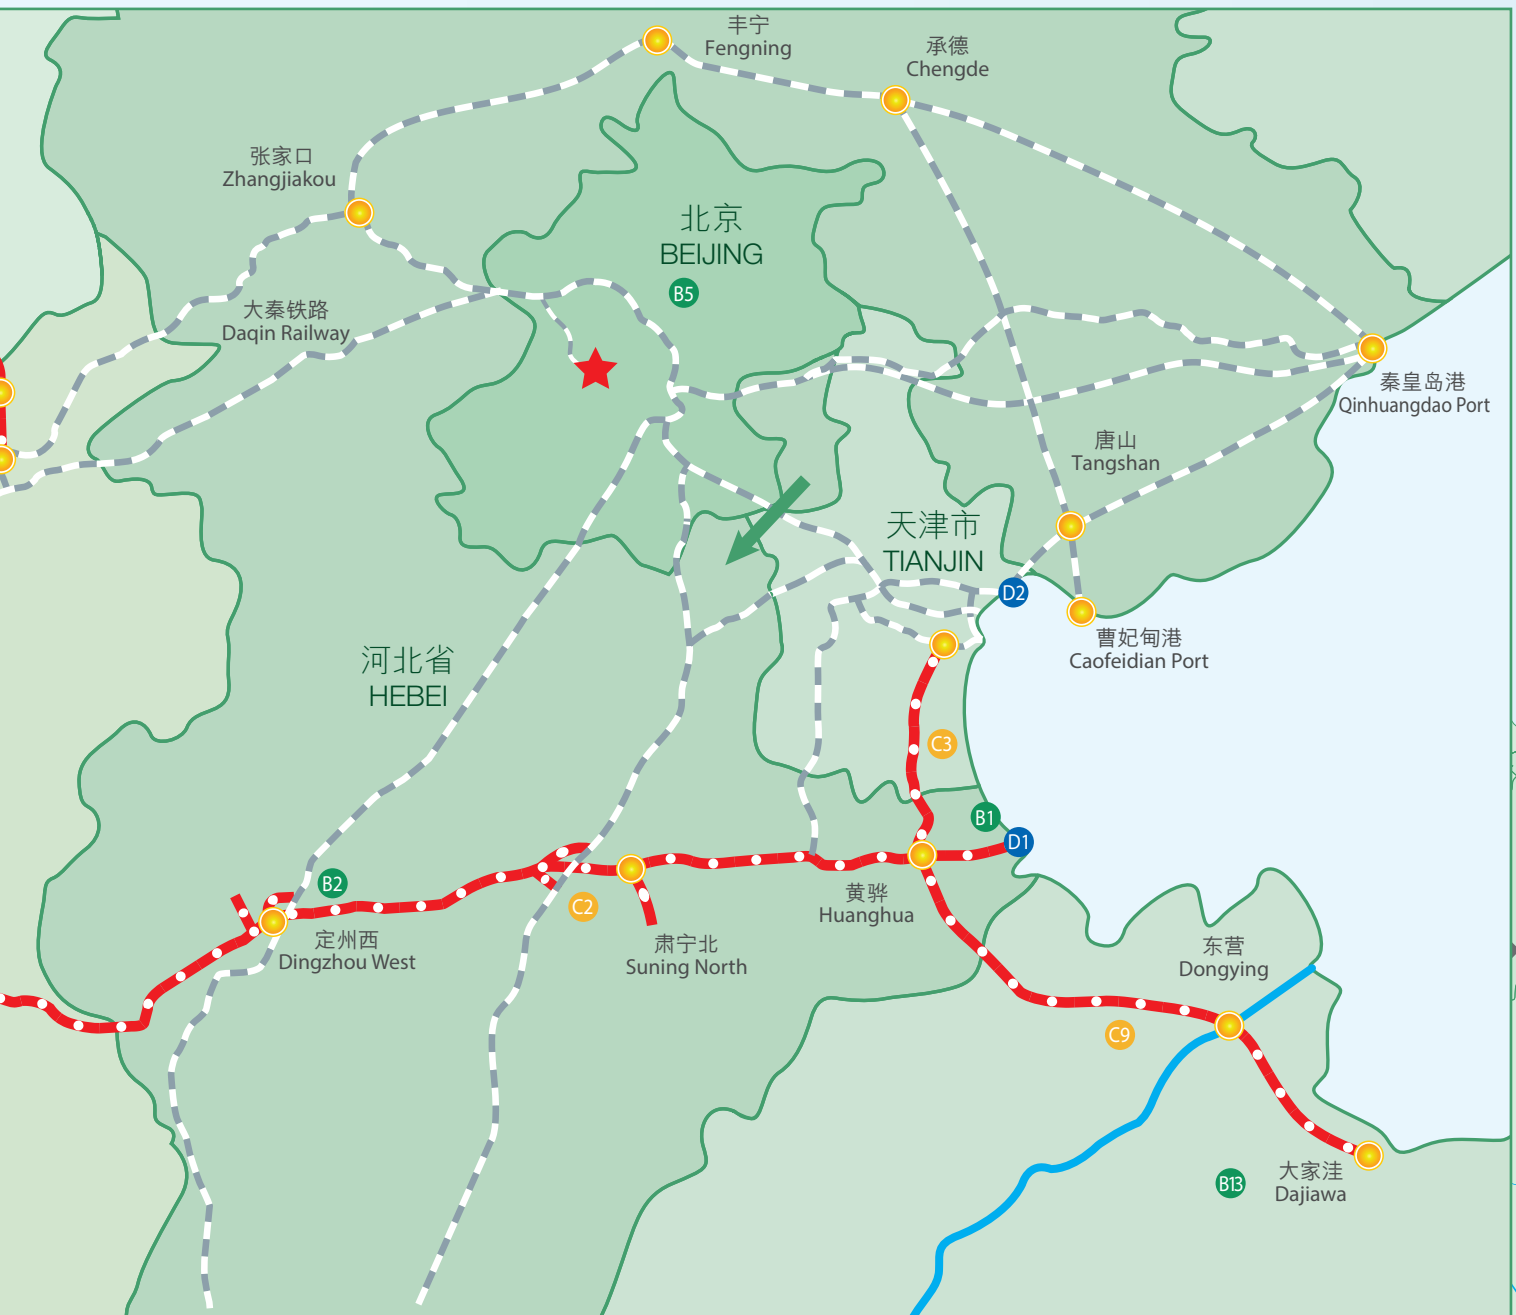 丰宁
Fengning
承德
Chengde
张家口
Zhangjiakou
北京
BEIJING
B5
大秦铁路
Daqin Railway
秦皇岛港
Qinhuangdao Port
唐山
Tangshan
天津市
TIANJIN
D2
曹妃甸港
Caofeidian Port
河北省
HEBEI
C3
B1
D1
B2
C2
黄骅
Huanghua
定州西
Dingzhou West
肃宁北
Suning North
东营
Dongying
C9
大家洼
Dajiawa
B13